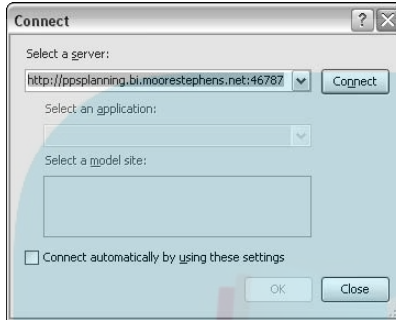 Connect
Select a server:
http://ppsplanning.bi.moorestephens.net:46787
Connect
Select an application:
Select a model site:
Connect automatically by using these settings
OK
Close